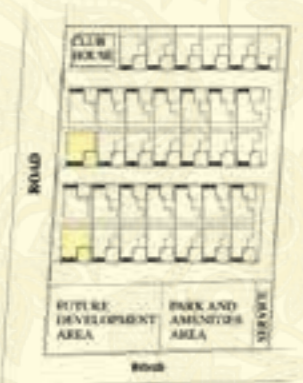 CLUB
HOUSE
ROAD
FUTURE
DEVELOPMENT
AREA
PARK AND
AMENITIES
AREA
SERVICE
ROAD